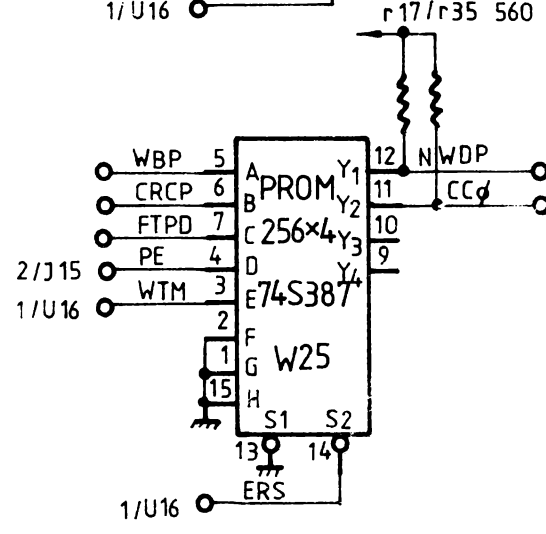 1/U16
r17/r35 560
WBP 5 A Y1 12 NWDP
CRCP 6 B PROM Y2 11 CCφ
FTPD 7 C 256×4 Y3 10
2/J15 PE 4 D Y4 9
1/U16 WTM 3 E 74S387
2 F
1 G W25
15 H
S1 S2
13 14
ERS
1/U16